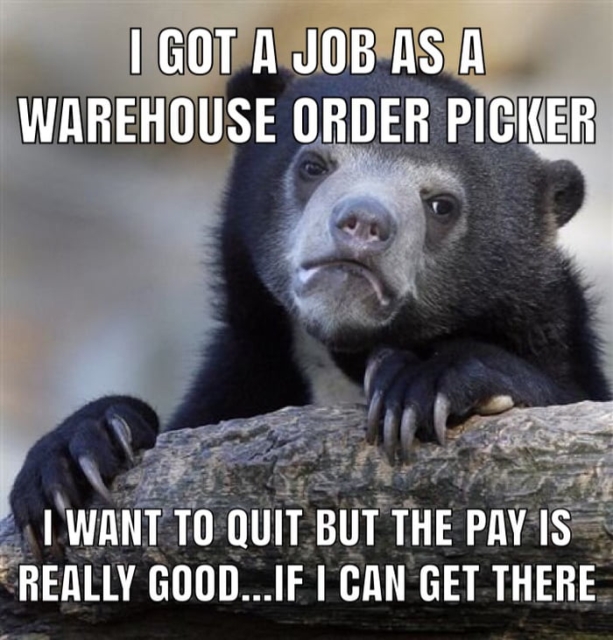 I GOT A JOB AS A
WAREHOUSE ORDER PICKER
I WANT TO QUIT BUT THE PAY IS
REALLY GOOD...IF I CAN GET THERE